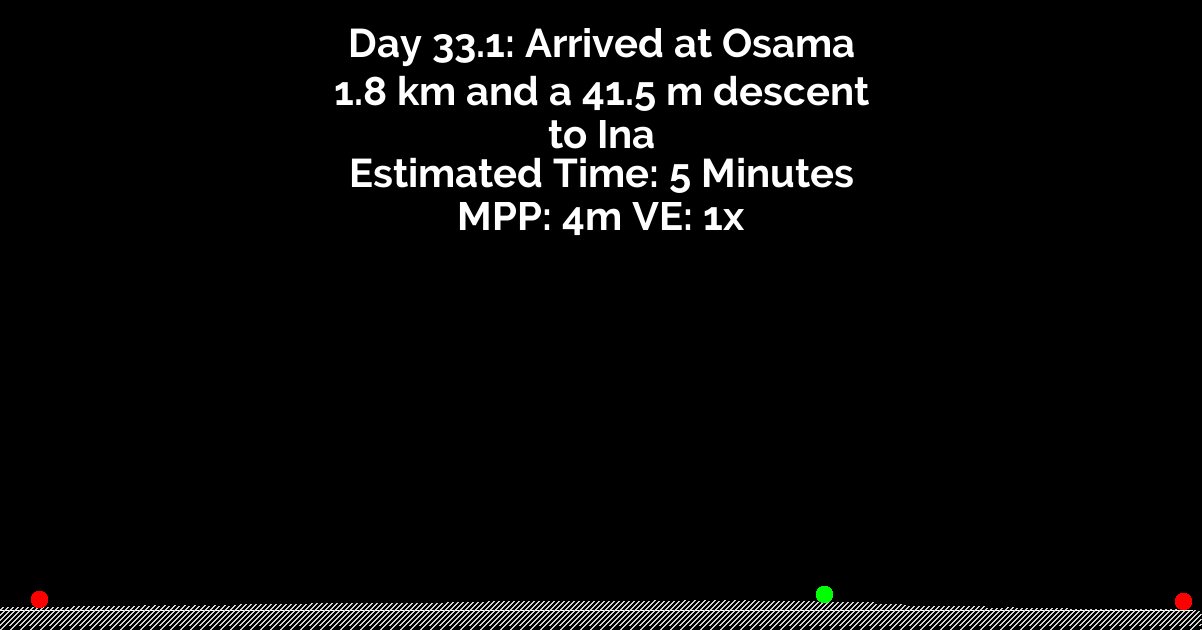 Day 33.1: Arrived at Osama
1.8 km and a 41.5 m descent
to Ina
Estimated Time: 5 Minutes
MPP: 4m VE: 1x